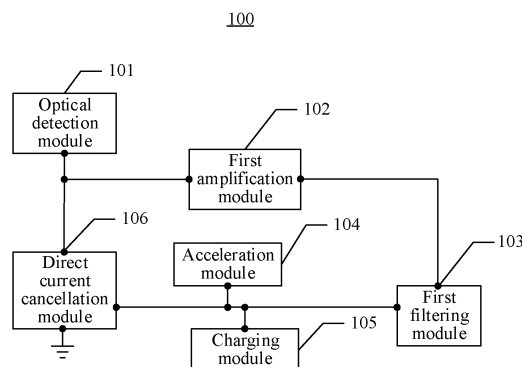 100
101
Optical
detection
module
102
First
amplification
module
106
Direct
current
cancellation
module
104
Acceleration
module
103
First
filtering
module
105
Charging
module